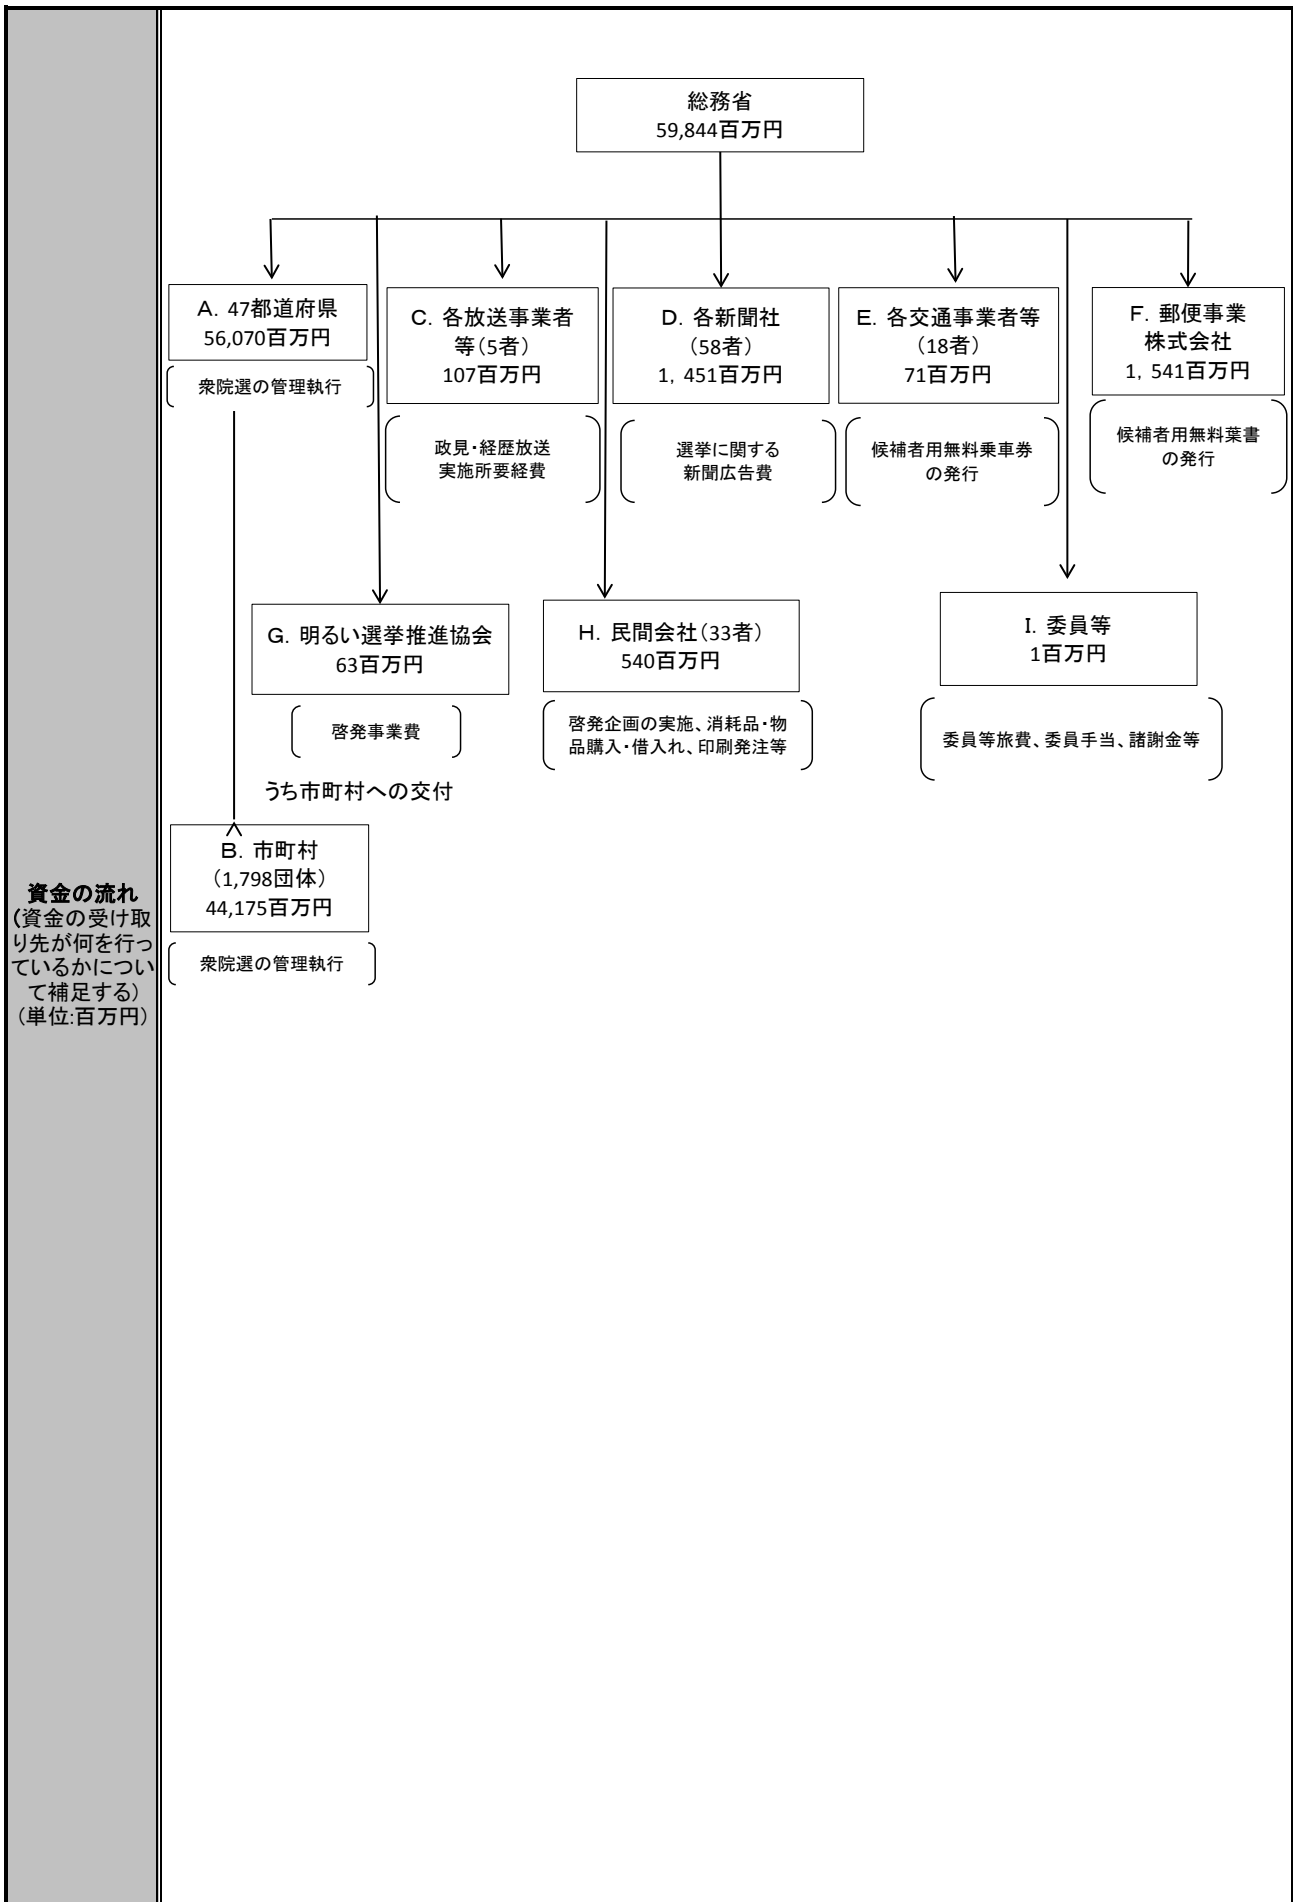 総務省
59,844百万円
A. 47都道府県
56,070百万円
衆院選の管理執行
C. 各放送事業者
等(5者)
107百万円
政見・経歴放送
実施所要経費
D. 各新聞社
(58者)
1, 451百万円
選挙に関する
新聞広告費
E. 各交通事業者等
(18者)
71百万円
候補者用無料乗車券
の発行
F. 郵便事業
株式会社
1, 541百万円
候補者用無料葉書
の発行
G. 明るい選挙推進協会
63百万円
啓発事業費
H. 民間会社(33者)
540百万円
啓発企画の実施、消耗品・物
品購入・借入れ、印刷発注等
I. 委員等
1百万円
委員等旅費、委員手当、諸謝金等
うち市町村への交付
B. 市町村
(1,798団体)
44,175百万円
衆院選の管理執行
資金の流れ
(資金の受け取
り先が何を行っ
ているかについ
て補足する)
(単位:百万円)